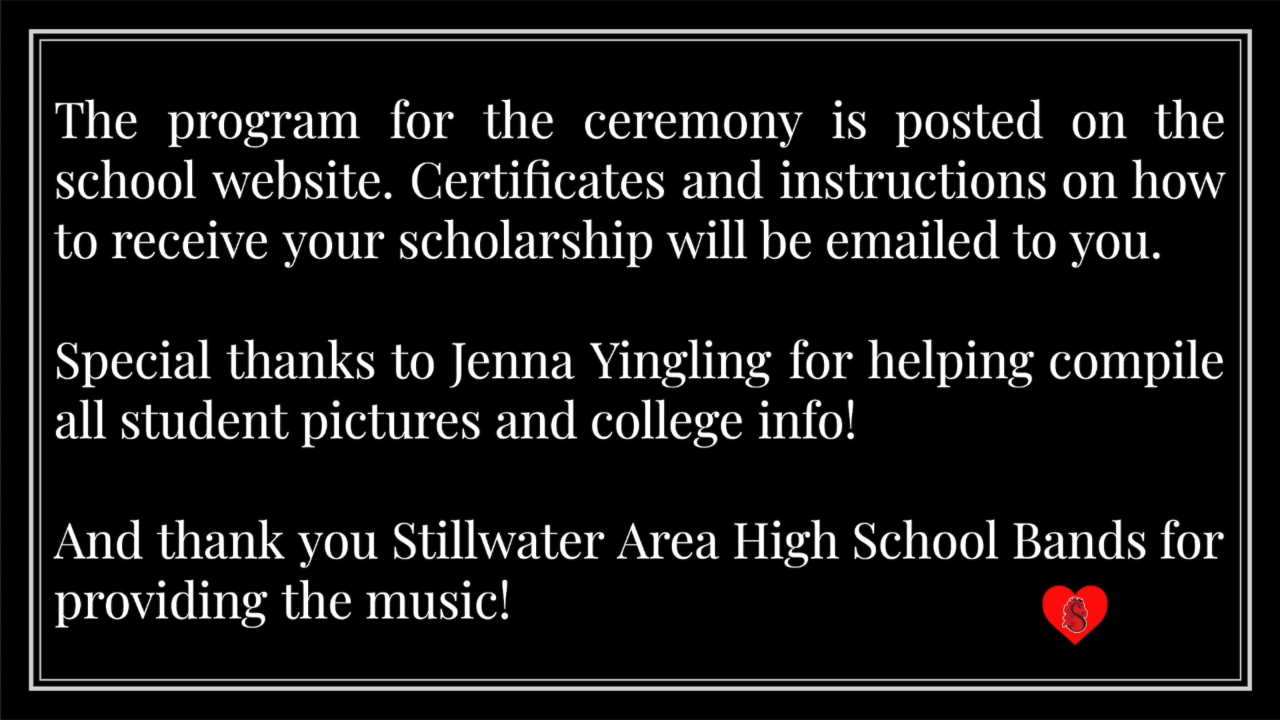 The program for the ceremony is posted on the
school website. Certificates and instructions on how
to receive your scholarship will be emailed to you.
Special thanks to Jenna Yingling for helping compile
all student pictures and college info!
And thank you Stillwater Area High School Bands for
providing the music!